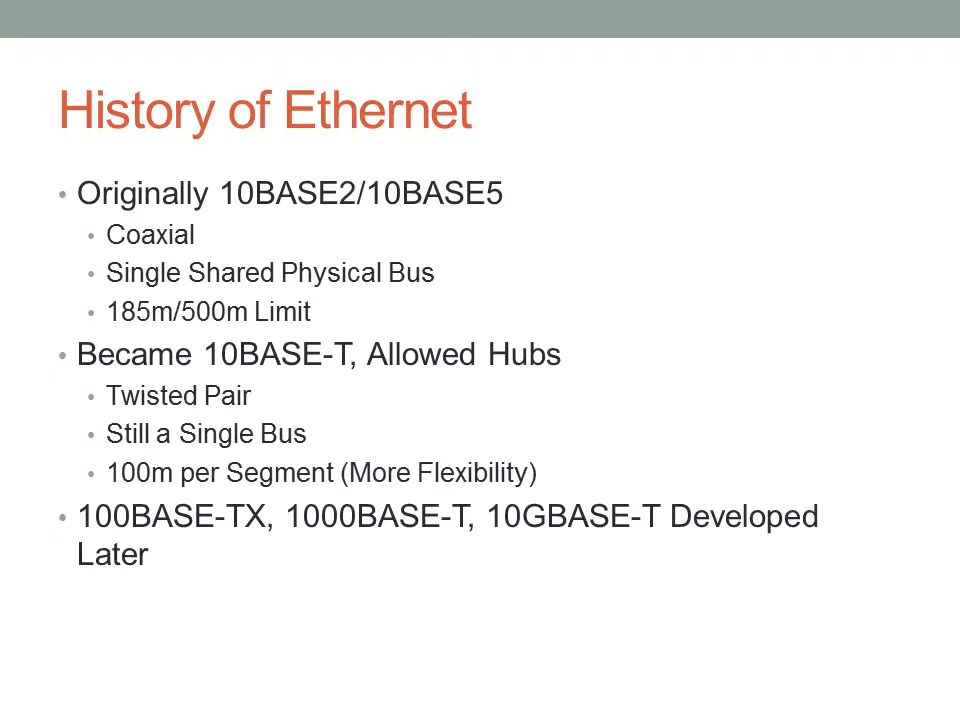 History of Ethernet
• Originally 10BASE2/10BASE5
• Coaxial
• Single Shared Physical Bus
• 185m/500m Limit
• Became 10BASE-T, Allowed Hubs
• Twisted Pair
• Still a Single Bus
• 100m per Segment (More Flexibility)
• 100BASE-TX, 1000BASE-T, 10GBASE-T Developed
Later